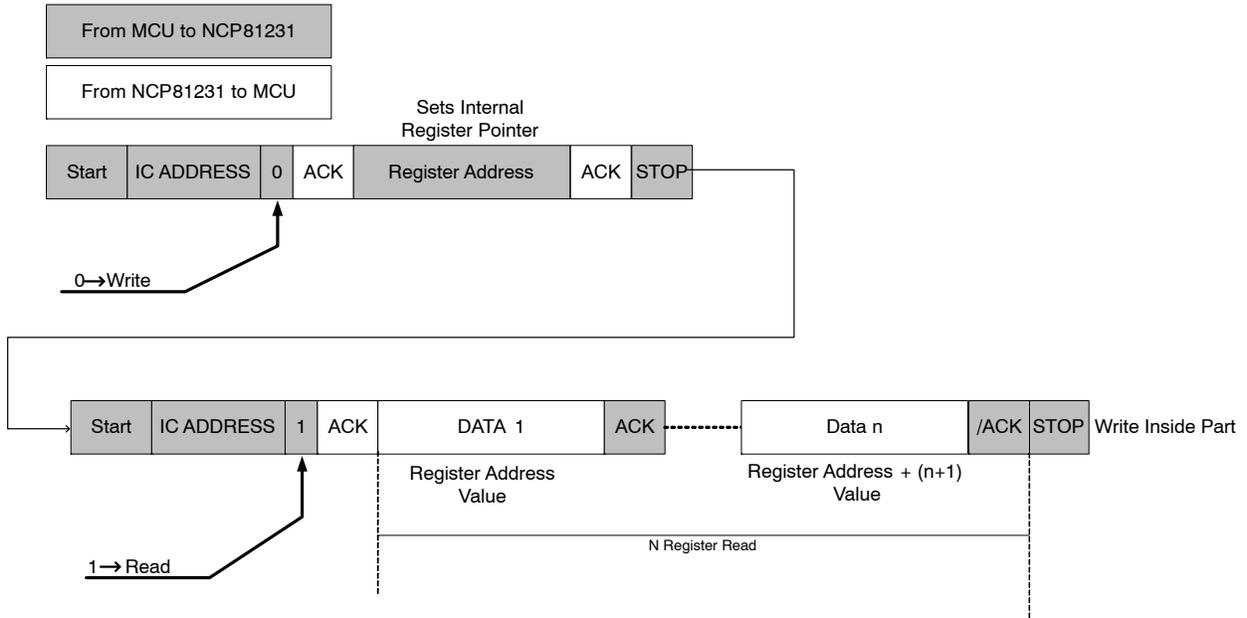 From MCU to NCP81231
From NCP81231 to MCU
Sets Internal
Register Pointer
Start IC ADDRESS 0 ACK Register Address ACK STOP
0→Write
Start IC ADDRESS 1 ACK DATA 1 ACK Data n /ACK STOP Write Inside Part
Register Address
Value
Register Address + (n+1)
Value
N Register Read
1→Read